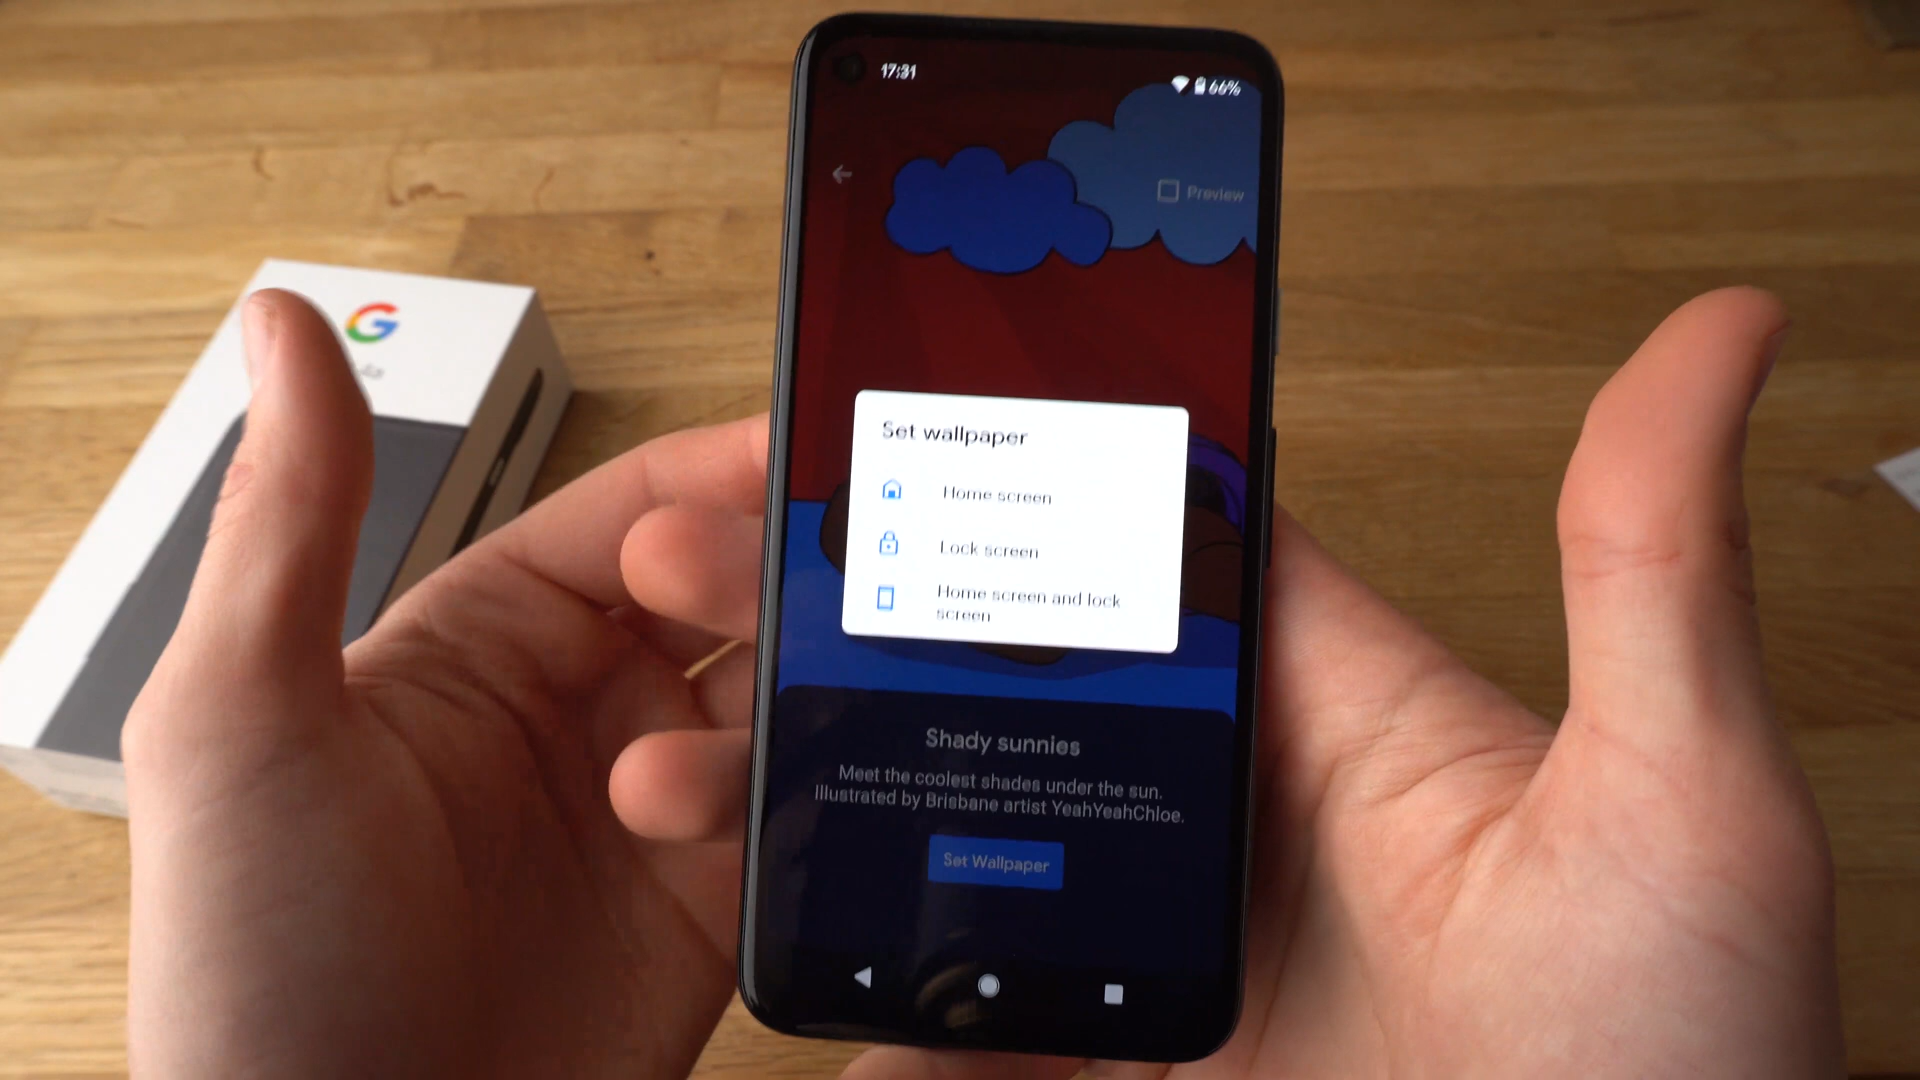 17:31
66%
Preview
Set wallpaper
Home screen
Lock screen
Home screen and lock
screen
Shady sunnies
Meet the coolest shades under the sun.
Illustrated by Brisbane artist YeahYeahChloe.
Set Wallpaper
G